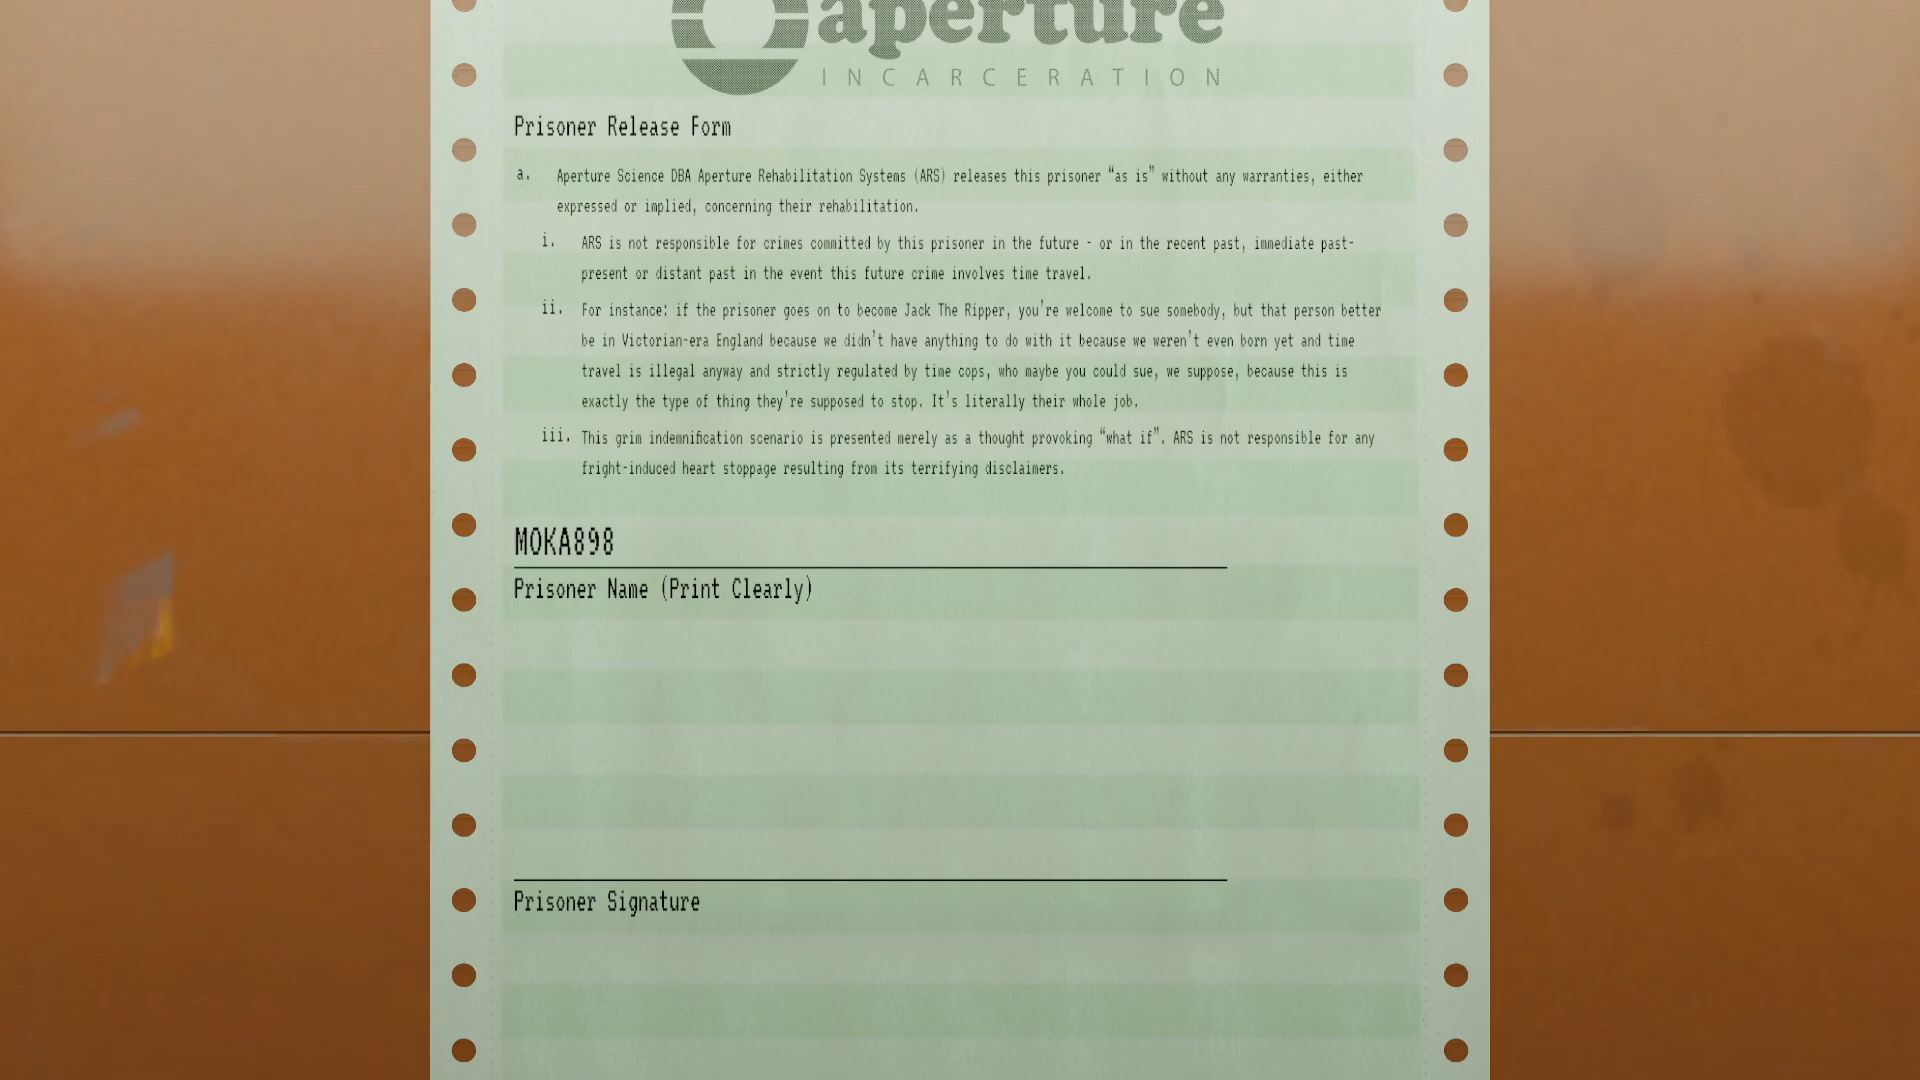 aperture
INCARCERATION
Prisoner Release Form
a. Aperture Science DBA Aperture Rehabilitation Systems (ARS) releases this prisoner “as is” without any warranties, either
expressed or implied, concerning their rehabilitation.
i. ARS is not responsible for crimes committed by this prisoner in the future - or in the recent past, immediate past-
present or distant past in the event this future crime involves time travel.
ii. For instance: if the prisoner goes on to become Jack The Ripper, you're welcome to sue somebody, but that person better
be in Victorian-era England because we didn't have anything to do with it because we weren't even born yet and time
travel is illegal anyway and strictly regulated by time cops, who maybe you could sue, we suppose, because this is
exactly the type of thing they're supposed to stop. It's literally their whole job.
iii. This grim indemnification scenario is presented merely as a thought provoking “what if”. ARS is not responsible for any
fright-induced heart stoppage resulting from its terrifying disclaimers.
MOKA898
Prisoner Name (Print Clearly)
Prisoner Signature